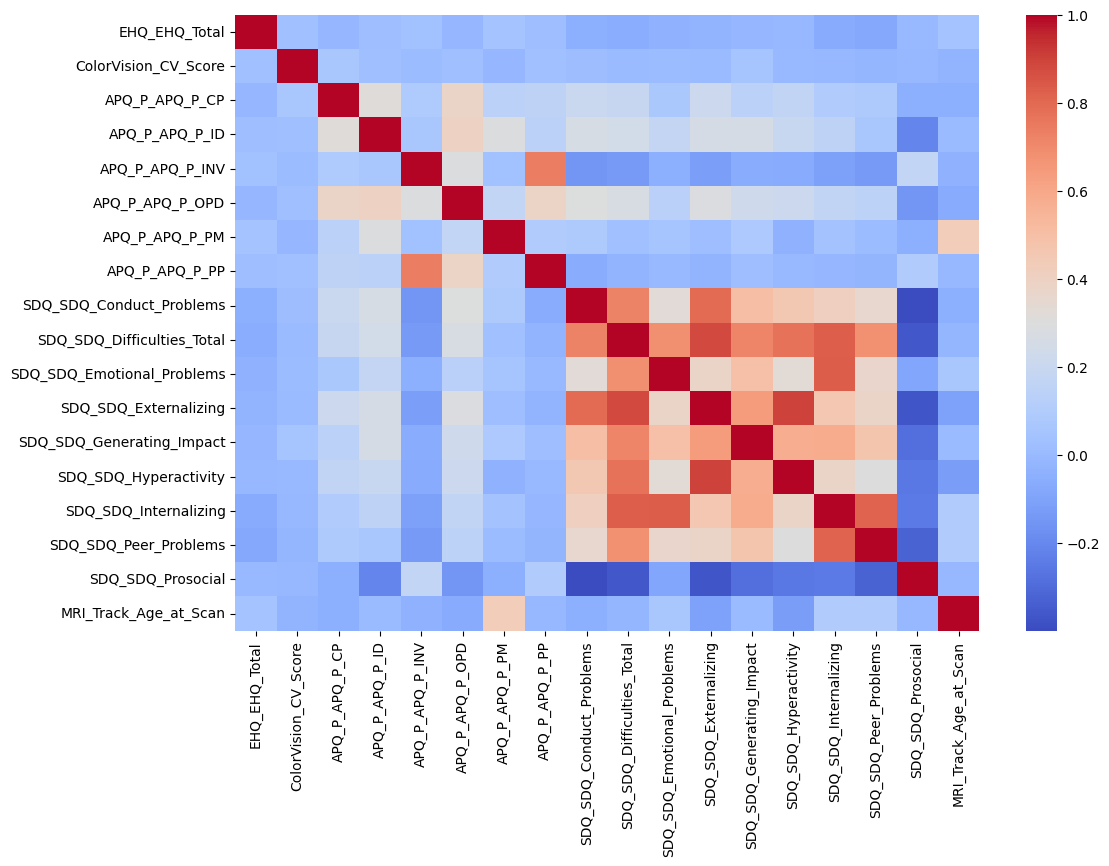 EHQ_EHQ_Total
ColorVision_CV_Score
APQ_P_APQ_P_CP
APQ_P_APQ_P_ID
APQ_P_APQ_P_INV
APQ_P_APQ_P_OPD
APQ_P_APQ_P_PM
APQ_P_APQ_P_PP
SDQ_SDQ_Conduct_Problems
SDQ_SDQ_Difficulties_Total
SDQ_SDQ_Emotional_Problems
SDQ_SDQ_Externalizing
SDQ_SDQ_Generating_Impact
SDQ_SDQ_Hyperactivity
SDQ_SDQ_Internalizing
SDQ_SDQ_Peer_Problems
SDQ_SDQ_Prosocial
MRI_Track_Age_at_Scan
EHQ_EHQ_Total
ColorVision_CV_Score
APQ_P_APQ_P_CP
APQ_P_APQ_P_ID
APQ_P_APQ_P_INV
APQ_P_APQ_P_OPD
APQ_P_APQ_P_PM
APQ_P_APQ_P_PP
SDQ_SDQ_Conduct_Problems
SDQ_SDQ_Difficulties_Total
SDQ_SDQ_Emotional_Problems
SDQ_SDQ_Externalizing
SDQ_SDQ_Generating_Impact
SDQ_SDQ_Hyperactivity
SDQ_SDQ_Internalizing
SDQ_SDQ_Peer_Problems
SDQ_SDQ_Prosocial
MRI_Track_Age_at_Scan
1.0
0.8
0.6
0.4
0.2
0.0
−0.2